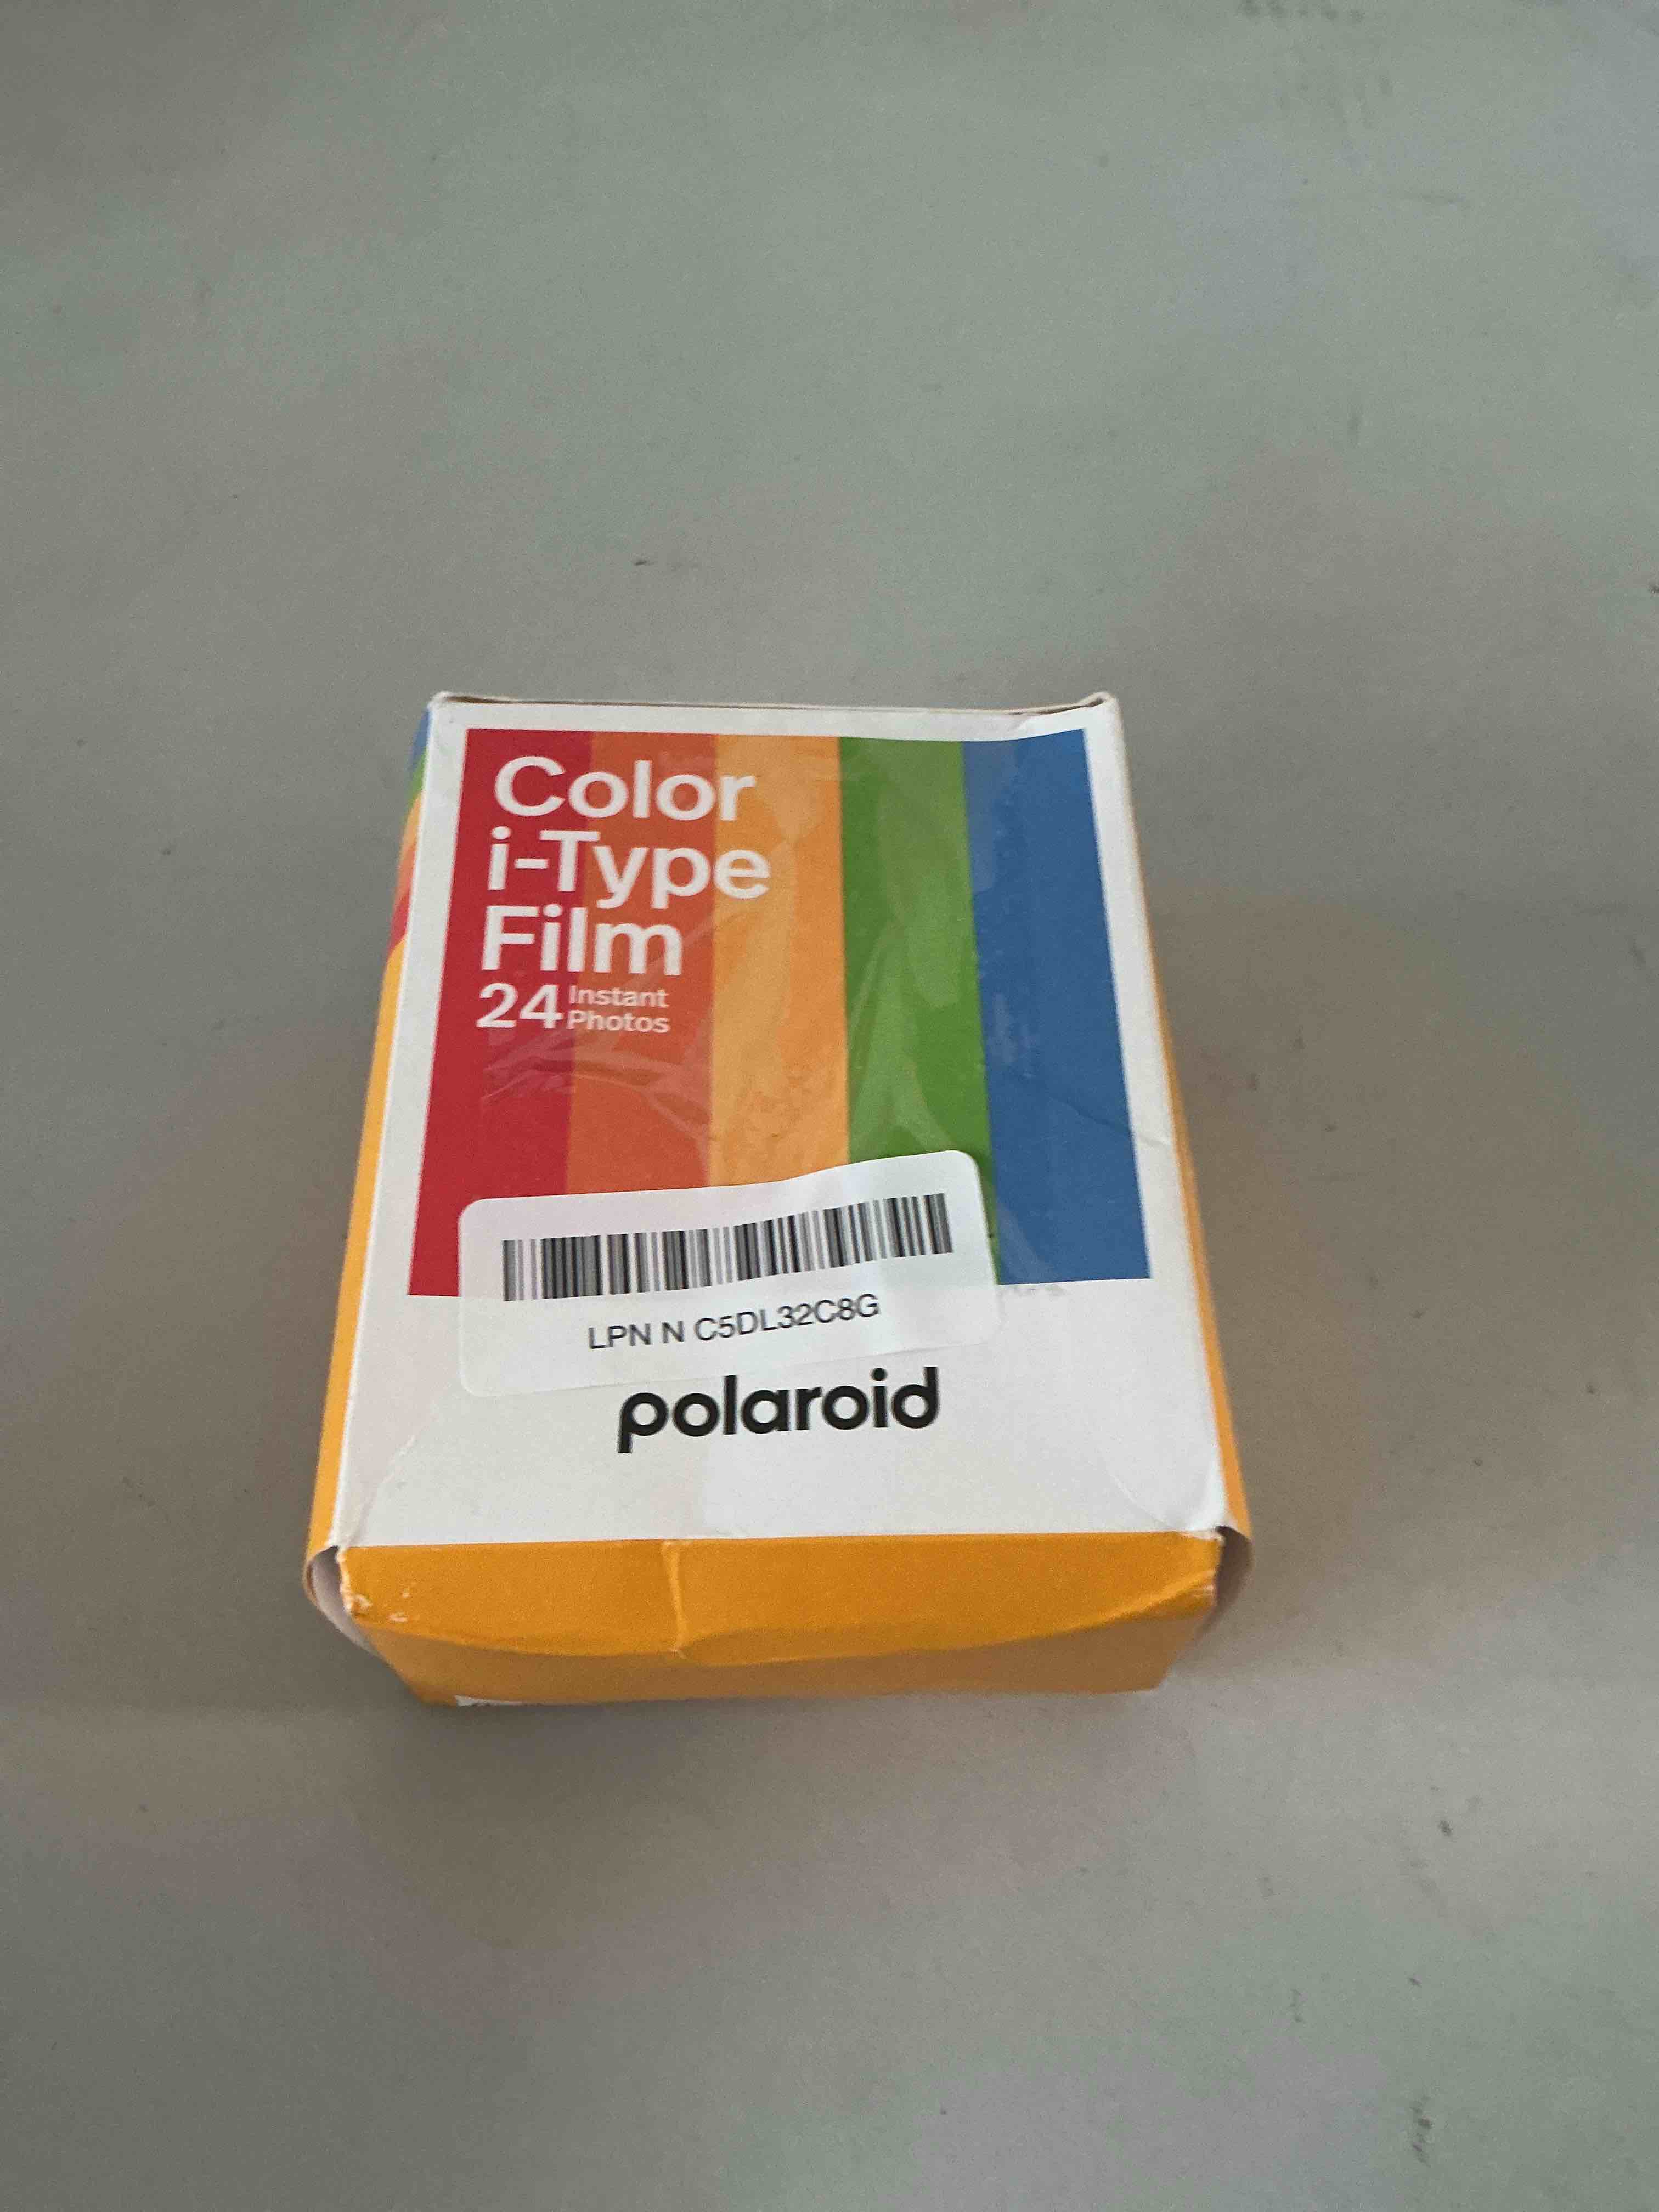 Color
i-Type
Film
24 Instant
Photos
LPN N C5DL32C8G
polaroid